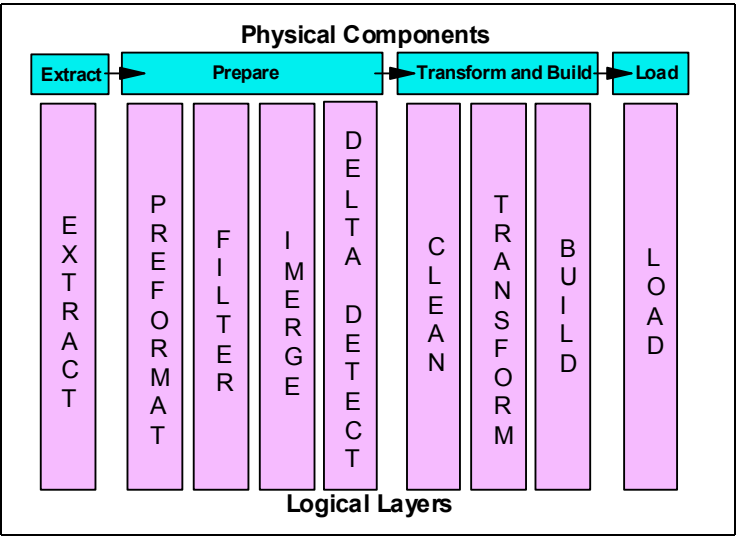 Physical Components
Extract
Prepare
Transform and Build
Load
EXTRACT
PREFORMAT
FILTER
IMERGE
DELTA DETECT
CLEAN
TRANSFORM
BUILD
LOAD
Logical Layers